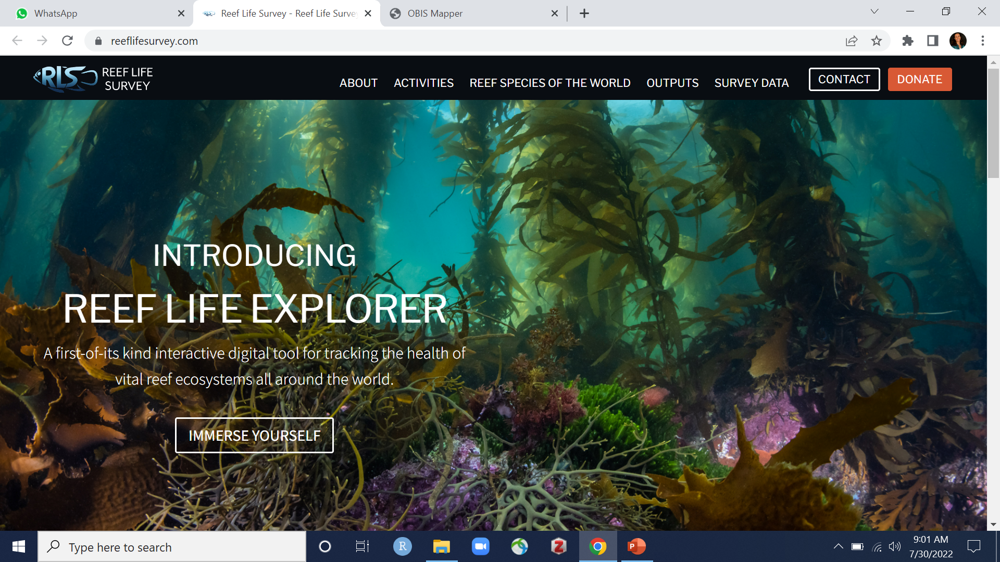 WhatsApp
Reef Life Survey - Reef Life Surve
OBIS Mapper
reeflifesurvey.com
RLS REEF LIFE
SURVEY
ABOUT ACTIVITIES REEF SPECIES OF THE WORLD OUTPUTS SURVEY DATA CONTACT DONATE
INTRODUCING
REEF LIFE EXPLORER
A first-of-its kind interactive digital tool for tracking the health of
vital reef ecosystems all around the world.
IMMERSE YOURSELF
Type here to search
R
Z
P
9:01 AM
7/30/2022